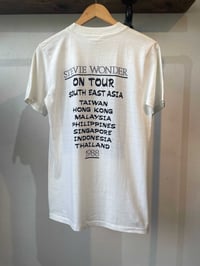 STEVIE WONDER
ON TOUR
SOUTH EAST ASIA
TAIWAN
HONG KONG
MALAYSIA
PHILIPPINES
SINGAPORE
INDONESIA
THAILAND
1988